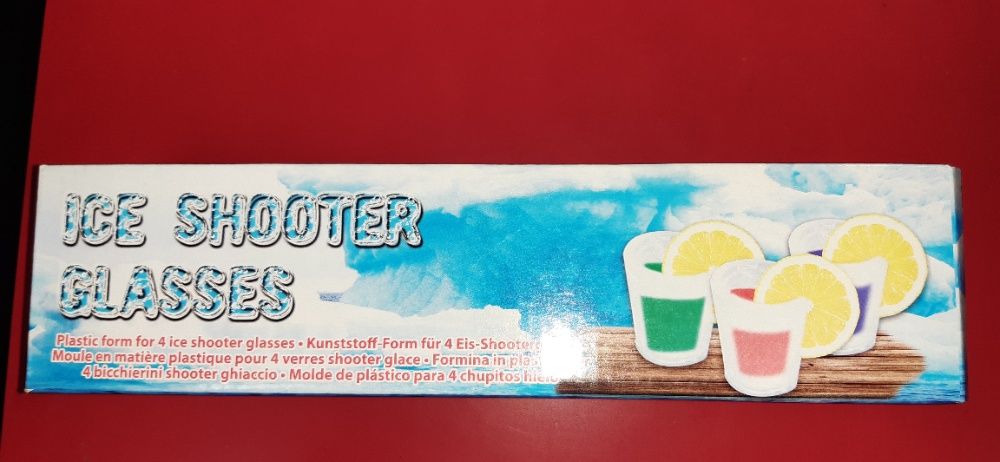 ICE SHOOTER
GLASSES
Plastic form for 4 ice shooter glasses • Kunststoff-Form für 4 Eis-Shooter
Moule en matière plastique pour 4 verres shooter glace • Formina in
4 bicchierini shooter ghiaccio • Molde de plástico para 4 chupitos